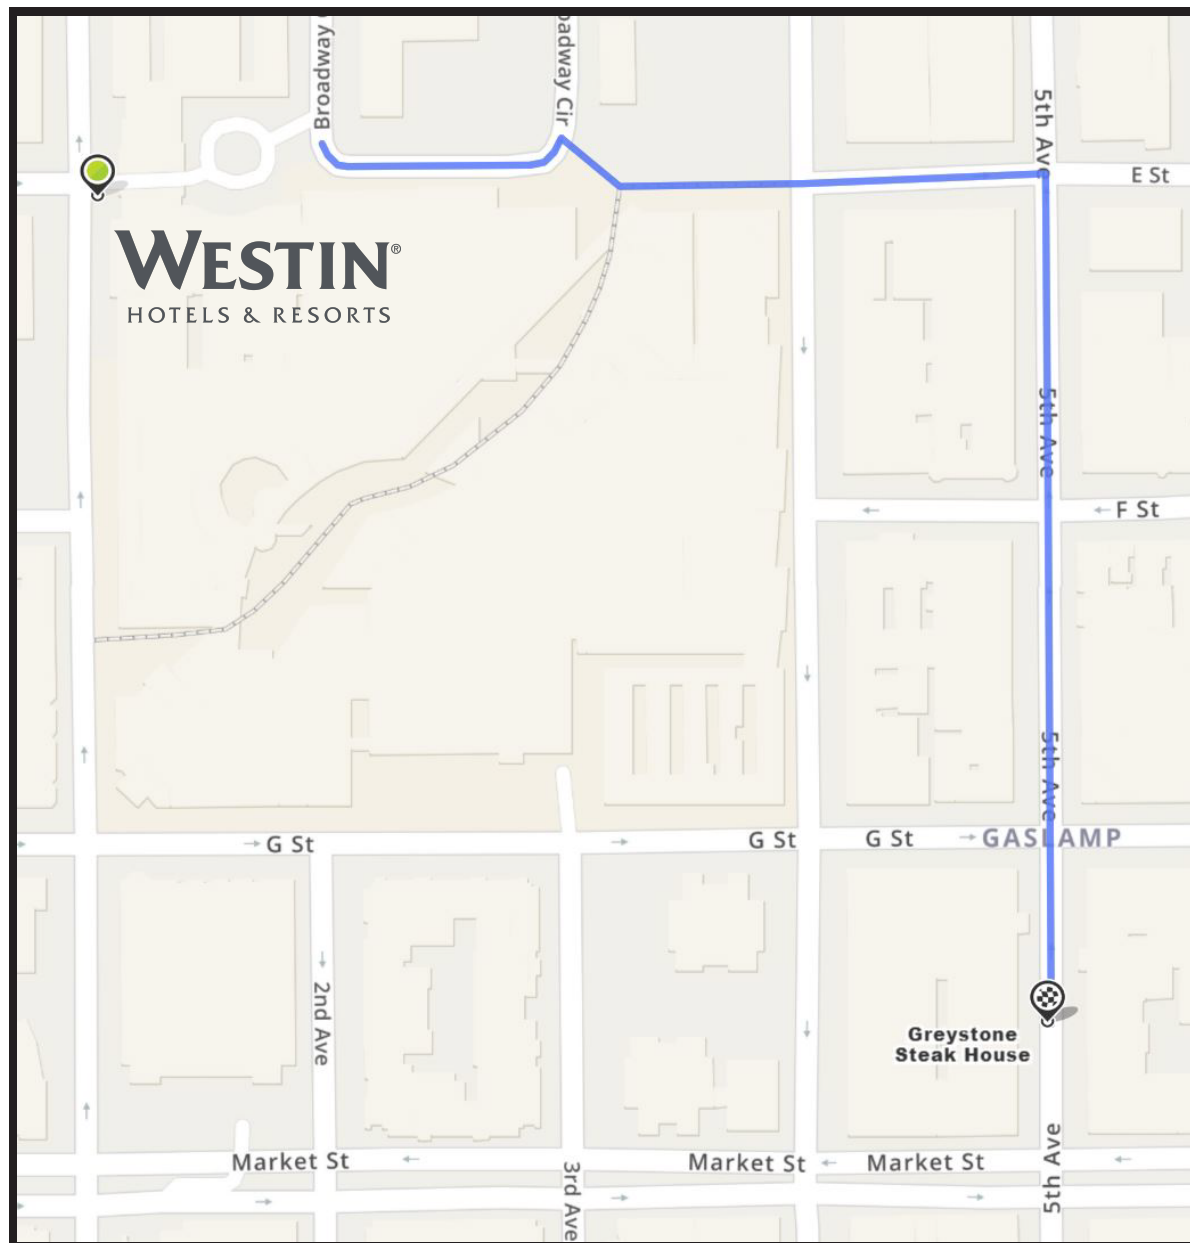 Broadway C
oadway Cir
5th Ave
E St
WESTIN®
HOTELS & RESORTS
5th Ave
F St
5th Ave
G St
G St
G St
GASLAMP
2nd Ave
Greystone
Steak House
Market St
Market St
Market St
3rd Ave
5th Ave